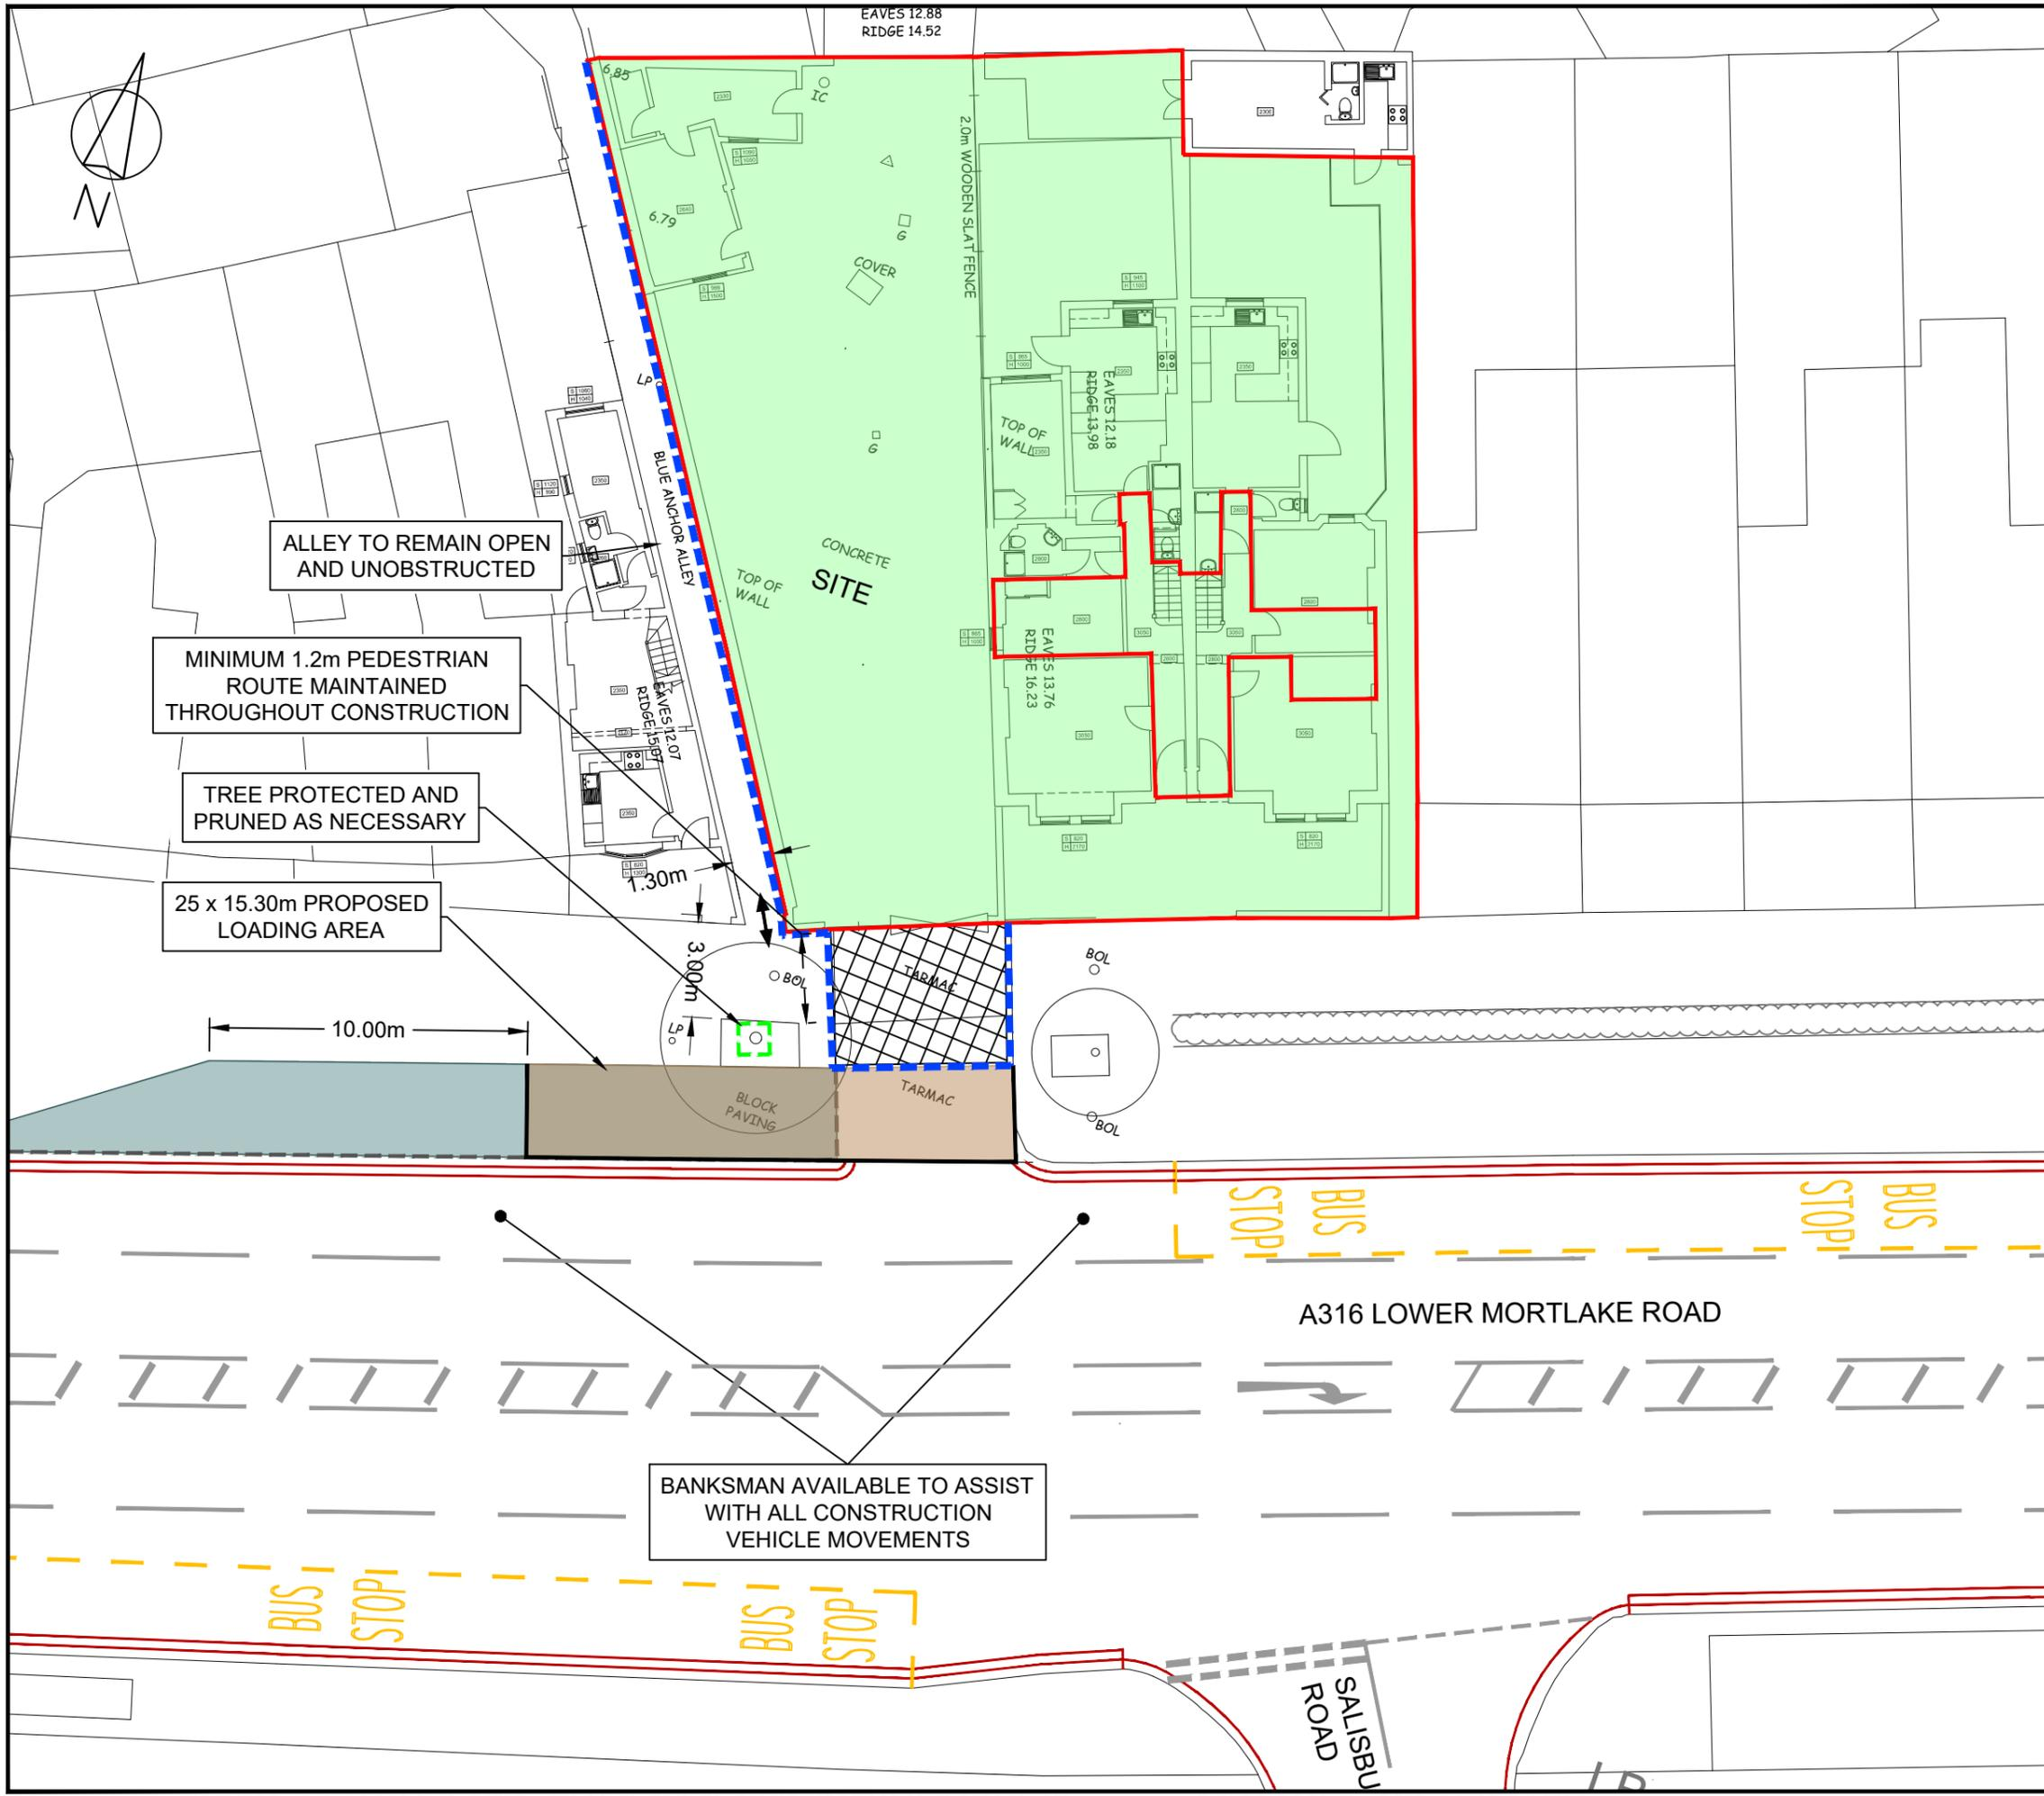 EAVES 12.88
RIDGE 14.52
N
6.85
IC
2.0m WOODEN SLAT FENCE
6.79
G
COVER
LP
G
EAVES 12.18
RIDGE 13.98
TOP OF
WALL
BLUE ANCHOR ALLEY
ALLEY TO REMAIN OPEN
AND UNOBSTRUCTED
CONCRETE
SITE
TOP OF
WALL
MINIMUM 1.2m PEDESTRIAN
ROUTE MAINTAINED
THROUGHOUT CONSTRUCTION
EAVES 13.76
RIDGE 16.23
EAVES 12.07
RIDGE 15.07
TREE PROTECTED AND
PRUNED AS NECESSARY
1.30m
25 x 15.30m PROPOSED
LOADING AREA
3.00m
BOL
TARMAC
BOL
LP
10.00m
BLOCK
PAVING
TARMAC
BOL
BUS
STOP
BUS
STOP
A316 LOWER MORTLAKE ROAD
BANKSMAN AVAILABLE TO ASSIST
WITH ALL CONSTRUCTION
VEHICLE MOVEMENTS
BUS
STOP
BUS
STOP
SALISBU
ROAD